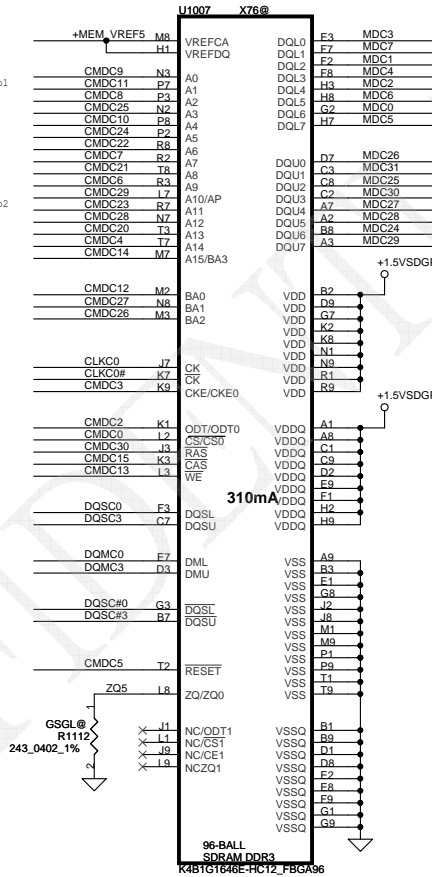 U1007 X76@
+MEM_VREF5 M8 VREFCA DQL0 E3 MDC3
H1 VREFDQ DQL1 F7 MDC7
DQL2 F2 MDC1
CMDC9 N3 A0 DQL3 F8 MDC4
CMDC11 P7 A1 DQL4 H3 MDC2
CMDC8 P3 A2 DQL5 H8 MDC6
CMDC25 N2 A3 DQL6 G2 MDC0
CMDC10 P8 A4 DQL7 H7 MDC5
CMDC24 P2 A5
CMDC22 R8 A6
CMDC7 R2 A7 DQU0 D7 MDC26
CMDC21 T8 A8 DQU1 C3 MDC31
CMDC6 R3 A9 DQU2 C8 MDC25
CMDC29 L7 A10/AP DQU3 C2 MDC30
CMDC23 R7 A11 DQU4 A7 MDC27
CMDC28 N7 A12 DQU5 A2 MDC28
CMDC20 T3 A13 DQU6 B8 MDC24
CMDC4 T7 A14 DQU7 A3 MDC29
CMDC14 M7 A15/BA3
+1.5VSDGP
CMDC12 M2 BA0 VDD B2
CMDC27 N8 BA1 VDD D9
CMDC26 M3 BA2 VDD G7
VDD K2
VDD K8
VDD N1
CLKC0 J7 CK VDD N9
CLKC0# K7 CK VDD R1
CMDC3 K9 CKE/CKE0 VDD R9
+1.5VSDGP
CMDC2 K1 ODT/ODT0 VDDQ A1
CMDC0 L2 CS/CS0 VDDQ A8
CMDC30 J3 RAS VDDQ C1
CMDC15 K3 CAS VDDQ C9
CMDC13 L3 WE VDDQ D2
VDDQ E9
310mA VDDQ F1
DQSC0 F3 DQSL VDDQ H2
DQSC3 C7 DQSU VDDQ H9
DQMC0 E7 DML VSS A9
DQMC3 D3 DMU VSS B3
VSS E1
VSS G8
DQSC#0 G3 DQSL VSS J2
DQSC#3 B7 DQSU VSS J8
VSS M1
VSS M9
VSS P1
CMDC5 T2 RESET VSS P9
VSS T1
ZQ5 L8 ZQ/ZQ0 VSS T9
1
GSGL@
R1112
243_0402_1%
2
J1 NC/ODT1 VSSQ B1
L1 NC/CS1 VSSQ B9
J9 NC/CE1 VSSQ D1
L9 NCZQ1 VSSQ D8
VSSQ E2
VSSQ E8
VSSQ F9
VSSQ G1
VSSQ G9
96-BALL
SDRAM DDR3
K4B1G1646E-HC12_FBGA96